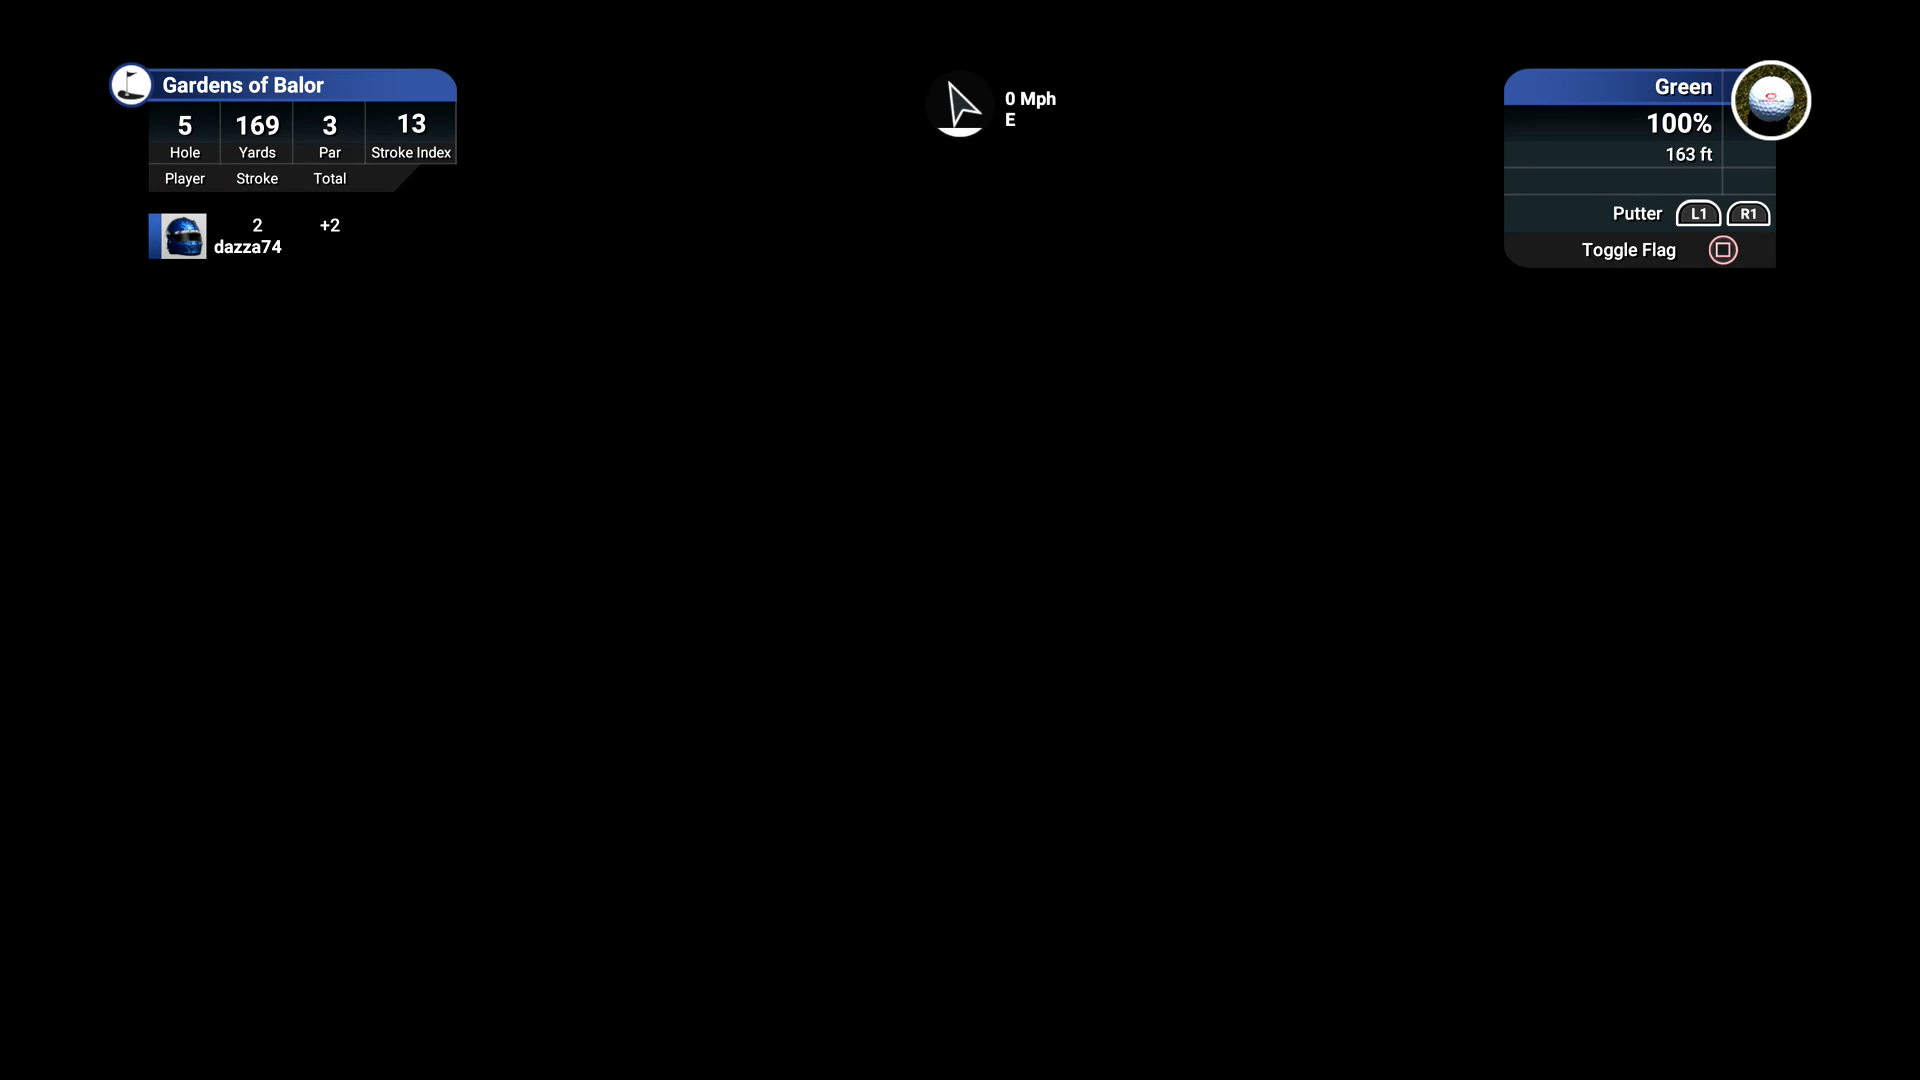 Gardens of Balor
5 169 3 13
Hole Yards Par Stroke Index
Player Stroke Total
2 +2
dazza74
0 Mph
E
Green
100%
163 ft
Putter L1 R1
Toggle Flag